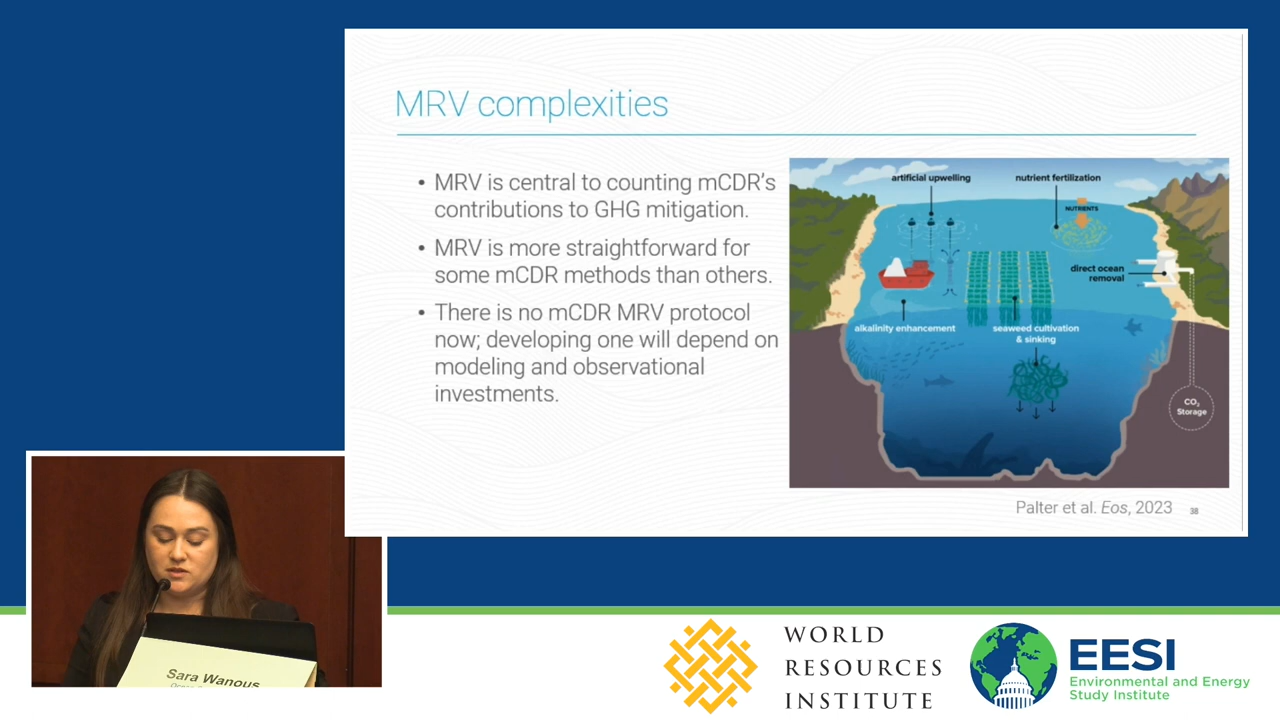 MRV complexities
• MRV is central to counting mCDR's
contributions to GHG mitigation.
• MRV is more straightforward for
some mCDR methods than others.
• There is no mCDR MRV protocol
now; developing one will depend on
modeling and observational
investments.
artificial upwelling
nutrient fertilization
NUTRIENTS
direct ocean
removal
alkalinity enhancement
seaweed cultivation
& sinking
CO₂
Storage
Palter et al. Eos, 2023
38
Sara Wanous
WORLD
RESOURCES
INSTITUTE
EESI
Environmental and Energy
Study Institute